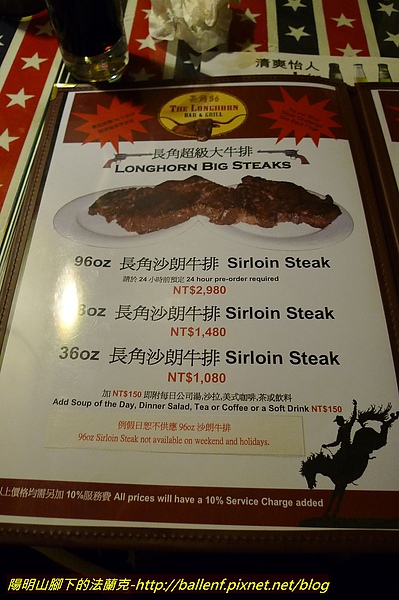 清爽怡人
長角96
THE LONGHORN
BAR & GRILL
長角超級大牛排
LONGHORN BIG STEAKS
96oz 長角沙朗牛排 Sirloin Steak
請於 24 小時前預定 24 hour pre-order required
NT$2,980
8oz 長角沙朗牛排 Sirloin Steak
NT$1,480
36oz 長角沙朗牛排 Sirloin Steak
NT$1,080
加 NT$150 即附每日公司湯,沙拉,美式咖啡,茶或飲料
Add Soup of the Day, Dinner Salad, Tea or Coffee or a Soft Drink NT$150
例假日恕不供應 96oz 沙朗牛排
96oz Sirloin Steak not available on weekend and holidays.
以上價格均需另加 10%服務費 All prices will have a 10% Service Charge added
陽明山腳下的法蘭克-http://ballenf.pixnet.net/blog